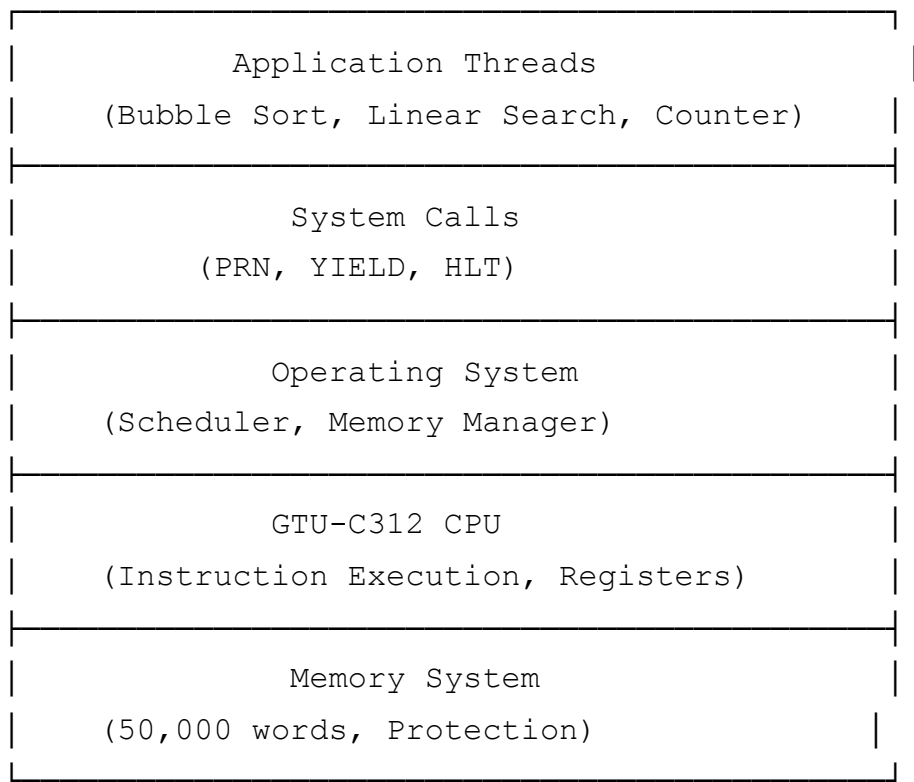 Application Threads
(Bubble Sort, Linear Search, Counter)
System Calls
(PRN, YIELD, HLT)
Operating System
(Scheduler, Memory Manager)
GTU-C312 CPU
(Instruction Execution, Registers)
Memory System
(50,000 words, Protection)